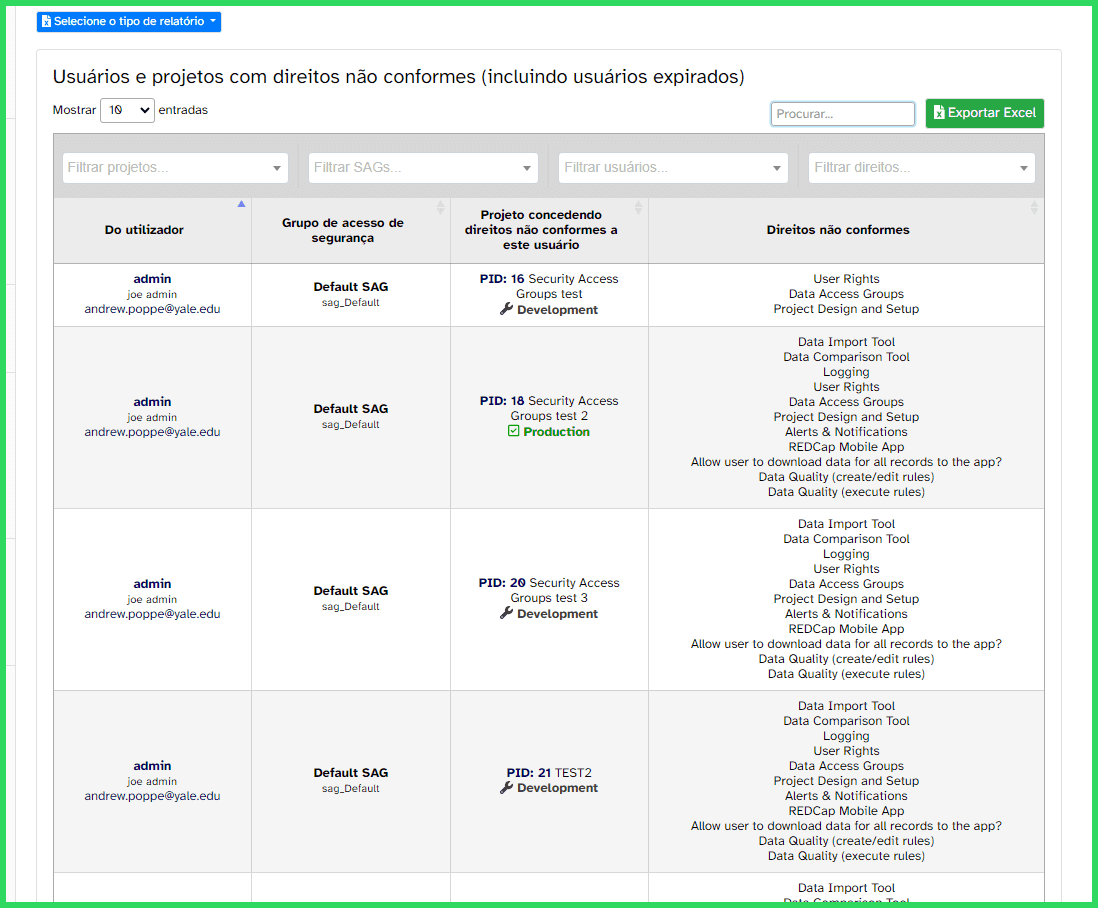 Selecione o tipo de relatório
Usuários e projetos com direitos não conformes (incluindo usuários expirados)
Mostrar 10 entradas
Procurar...
Exportar Excel
Filtrar projetos...
Filtrar SAGs...
Filtrar usuários...
Filtrar direitos...
Do utilizador
Grupo de acesso de
segurança
Projeto concedendo
direitos não conformes a
este usuário
Direitos não conformes
admin
joe admin
andrew.poppe@yale.edu
Default SAG
sag_Default
PID: 16 Security Access
Groups test
Development
User Rights
Data Access Groups
Project Design and Setup
admin
joe admin
andrew.poppe@yale.edu
Default SAG
sag_Default
PID: 18 Security Access
Groups test 2
Production
Data Import Tool
Data Comparison Tool
Logging
User Rights
Data Access Groups
Project Design and Setup
Alerts & Notifications
REDCap Mobile App
Allow user to download data for all records to the app?
Data Quality (create/edit rules)
Data Quality (execute rules)
admin
joe admin
andrew.poppe@yale.edu
Default SAG
sag_Default
PID: 20 Security Access
Groups test 3
Development
Data Import Tool
Data Comparison Tool
Logging
User Rights
Data Access Groups
Project Design and Setup
Alerts & Notifications
REDCap Mobile App
Allow user to download data for all records to the app?
Data Quality (create/edit rules)
Data Quality (execute rules)
admin
joe admin
andrew.poppe@yale.edu
Default SAG
sag_Default
PID: 21 TEST2
Development
Data Import Tool
Data Comparison Tool
Logging
User Rights
Data Access Groups
Project Design and Setup
Alerts & Notifications
REDCap Mobile App
Allow user to download data for all records to the app?
Data Quality (create/edit rules)
Data Quality (execute rules)
Data Import Tool
Data Comparison Tool